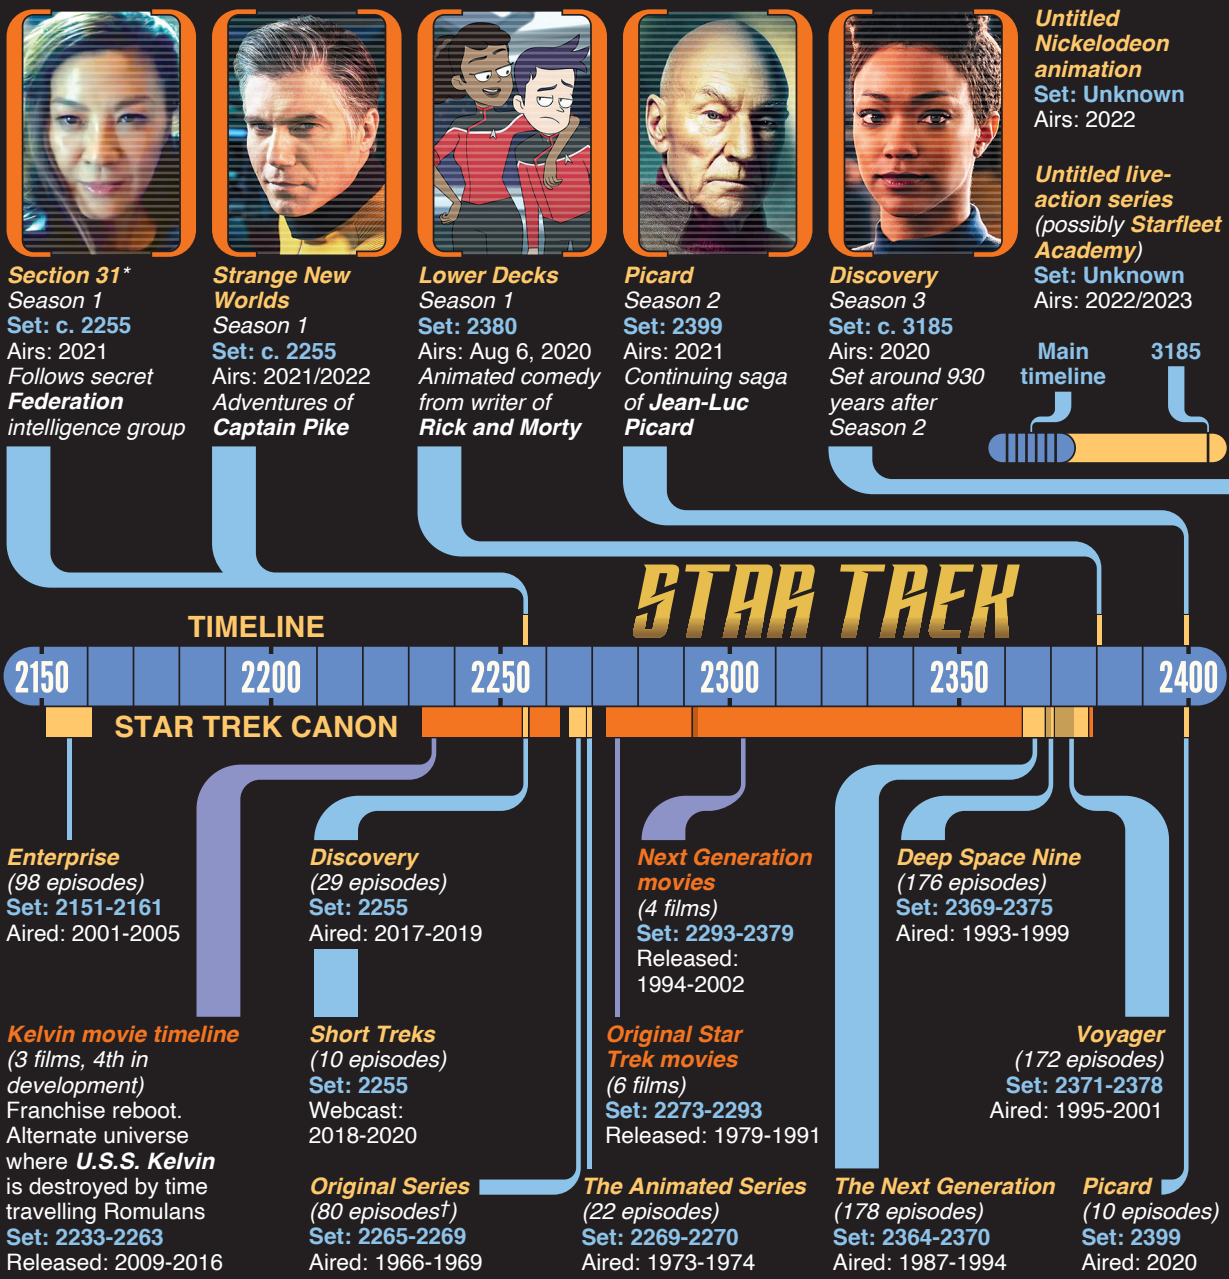 Section 31*
Season 1
Set: c. 2255
Airs: 2021
Follows secret
Federation
intelligence group
Strange New
Worlds
Season 1
Set: c. 2255
Airs: 2021/2022
Adventures of
Captain Pike
Lower Decks
Season 1
Set: 2380
Airs: Aug 6, 2020
Animated comedy
from writer of
Rick and Morty
Picard
Season 2
Set: 2399
Airs: 2021
Continuing saga
of Jean-Luc
Picard
Discovery
Season 3
Set: c. 3185
Airs: 2020
Set around 930
years after
Season 2
Untitled
Nickelodeon
animation
Set: Unknown
Airs: 2022
Untitled live-
action series
(possibly Starfleet
Academy)
Set: Unknown
Airs: 2022/2023
Main
timeline
3185
STAR TREK
TIMELINE
2150 2200 2250 2300 2350 2400
STAR TREK CANON
Enterprise
(98 episodes)
Set: 2151-2161
Aired: 2001-2005
Discovery
(29 episodes)
Set: 2255
Aired: 2017-2019
Next Generation
movies
(4 films)
Set: 2293-2379
Released:
1994-2002
Deep Space Nine
(176 episodes)
Set: 2369-2375
Aired: 1993-1999
Kelvin movie timeline
(3 films, 4th in
development)
Franchise reboot.
Alternate universe
where U.S.S. Kelvin
is destroyed by time
travelling Romulans
Set: 2233-2263
Released: 2009-2016
Short Treks
(10 episodes)
Set: 2255
Webcast:
2018-2020
Original Star
Trek movies
(6 films)
Set: 2273-2293
Released: 1979-1991
Voyager
(172 episodes)
Set: 2371-2378
Aired: 1995-2001
Original Series
(80 episodes†)
Set: 2265-2269
Aired: 1966-1969
The Animated Series
(22 episodes)
Set: 2269-2270
Aired: 1973-1974
The Next Generation
(178 episodes)
Set: 2364-2370
Aired: 1987-1994
Picard
(10 episodes)
Set: 2399
Aired: 2020